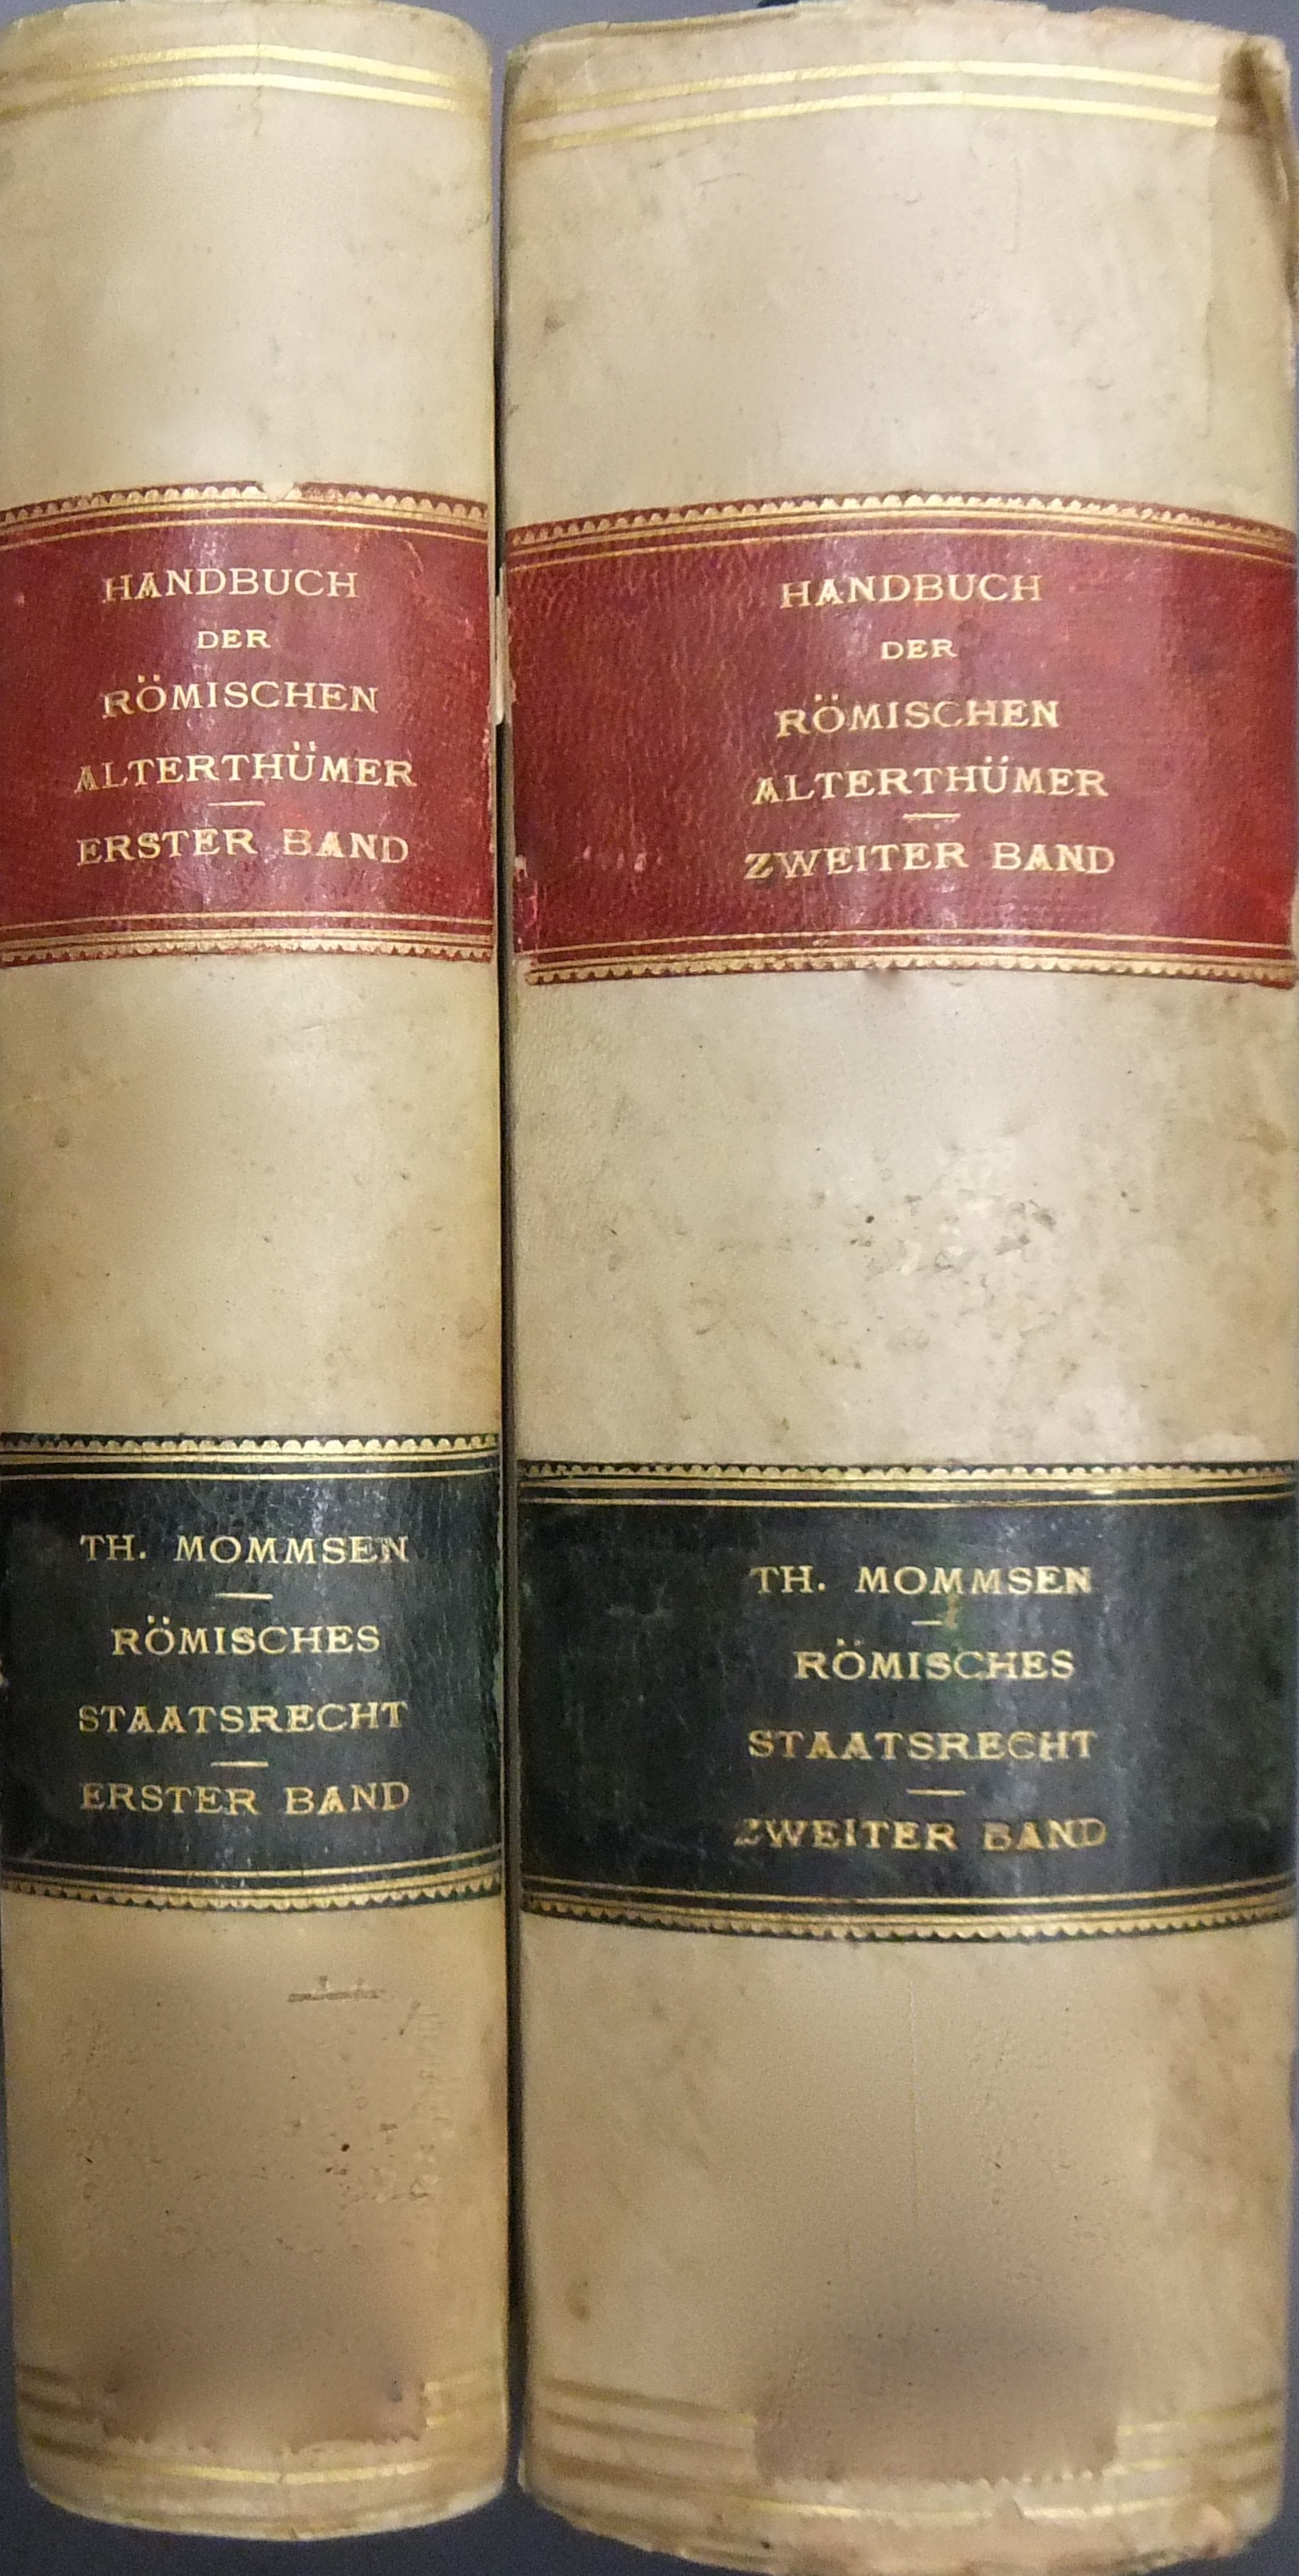 HANDBUCH
DER
RÖMISCHEN
ALTERTHÜMER
ERSTER BAND
TH. MOMMSEN
RÖMISCHES
STAATSRECHT
ERSTER BAND
HANDBUCH
DER
RÖMISCHEN
ALTERTHÜMER
ZWEITER BAND
TH. MOMMSEN
RÖMISCHES
STAATSRECHT
ZWEITER BAND